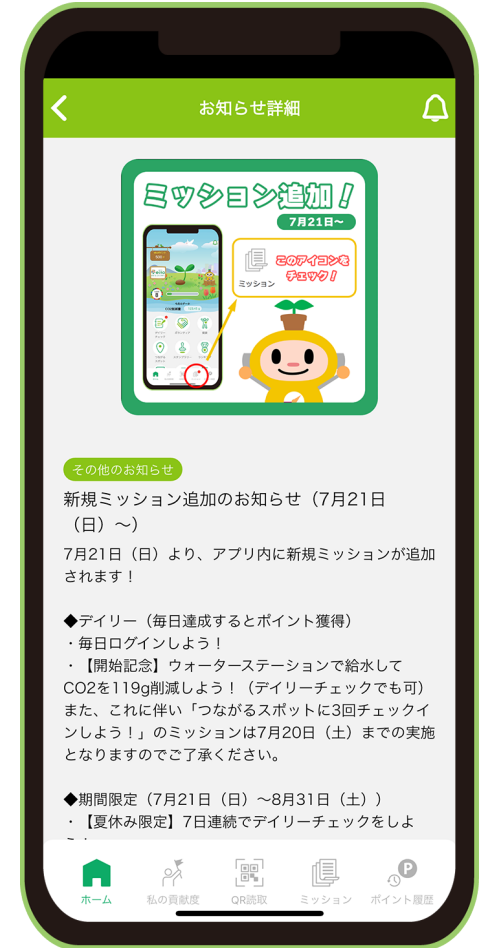 お知らせ詳細
ミッション追加！
7月21日～
このアイコンを
チェック！
ミッション
その他のお知らせ
新規ミッション追加のお知らせ（7月21日
（日）～）
7月21日（日）より、アプリ内に新規ミッションが追加
されます！
◆デイリー（毎日達成するとポイント獲得）
・毎日ログインしよう！
・【開始記念】ウォーターステーションで給水して
CO2を119g削減しよう！（デイリーチェックでも可）
また、これに伴い「つながるスポットに3回チェックイ
ンしよう！」のミッションは7月20日（土）までの実施
となりますのでご了承ください。
◆期間限定（7月21日（日）～8月31日（土））
・【夏休み限定】7日連続でデイリーチェックをしよ
ホーム
私の貢献度
QR読取
ミッション
ポイント履歴